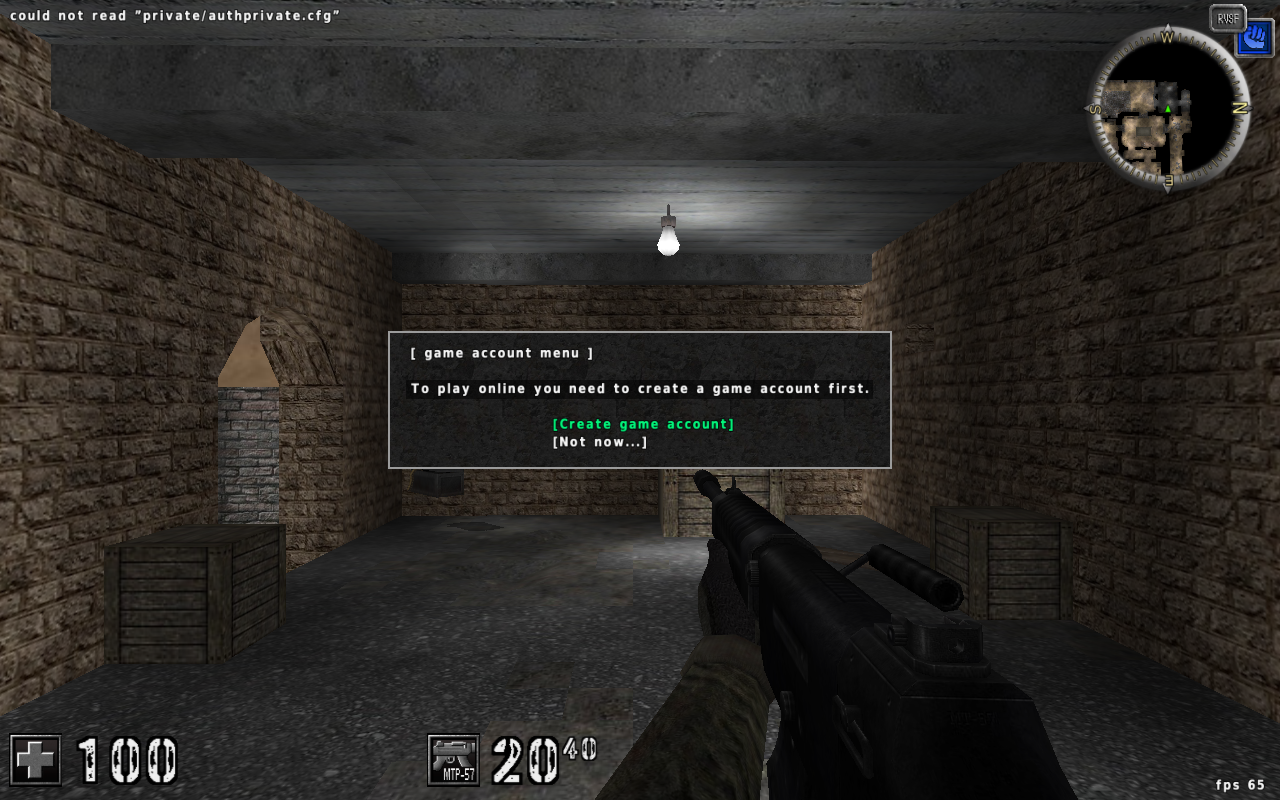 could not read "private/authprivate.cfg"
RVSF
W
S
N
E
[ game account menu ]
To play online you need to create a game account first.
[Create game account]
[Not now...]
100
MTP-57
20
40
fps 65